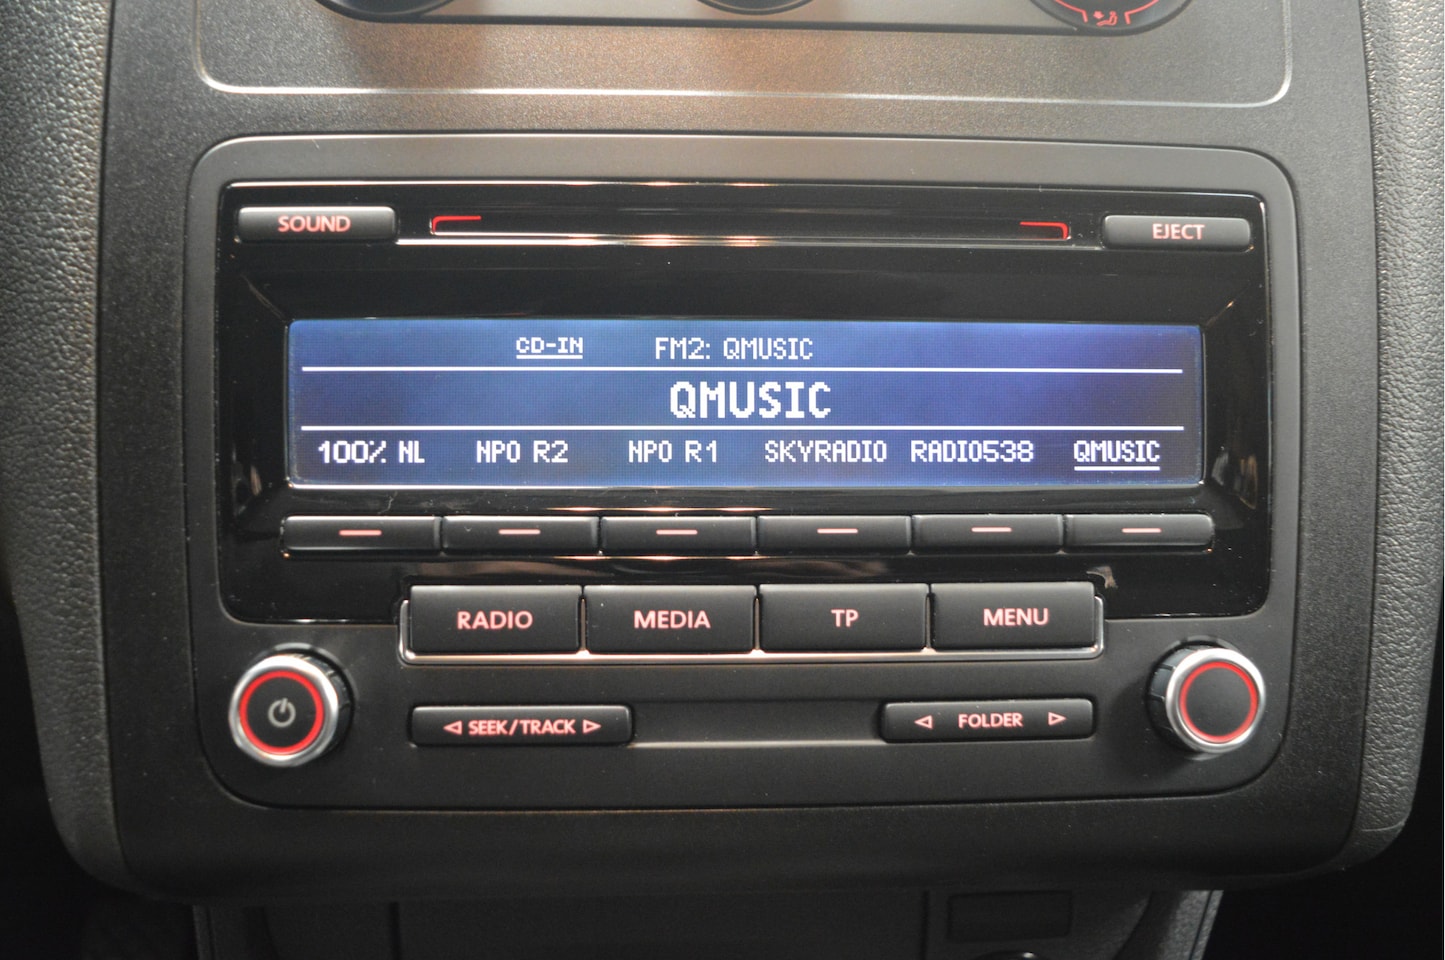 SOUND
EJECT
CD-IN FM2: QMUSIC
QMUSIC
100% NL NPO R2 NPO R1 SKYRADIO RADIO538 QMUSIC
RADIO MEDIA TP MENU
SEEK/TRACK
FOLDER